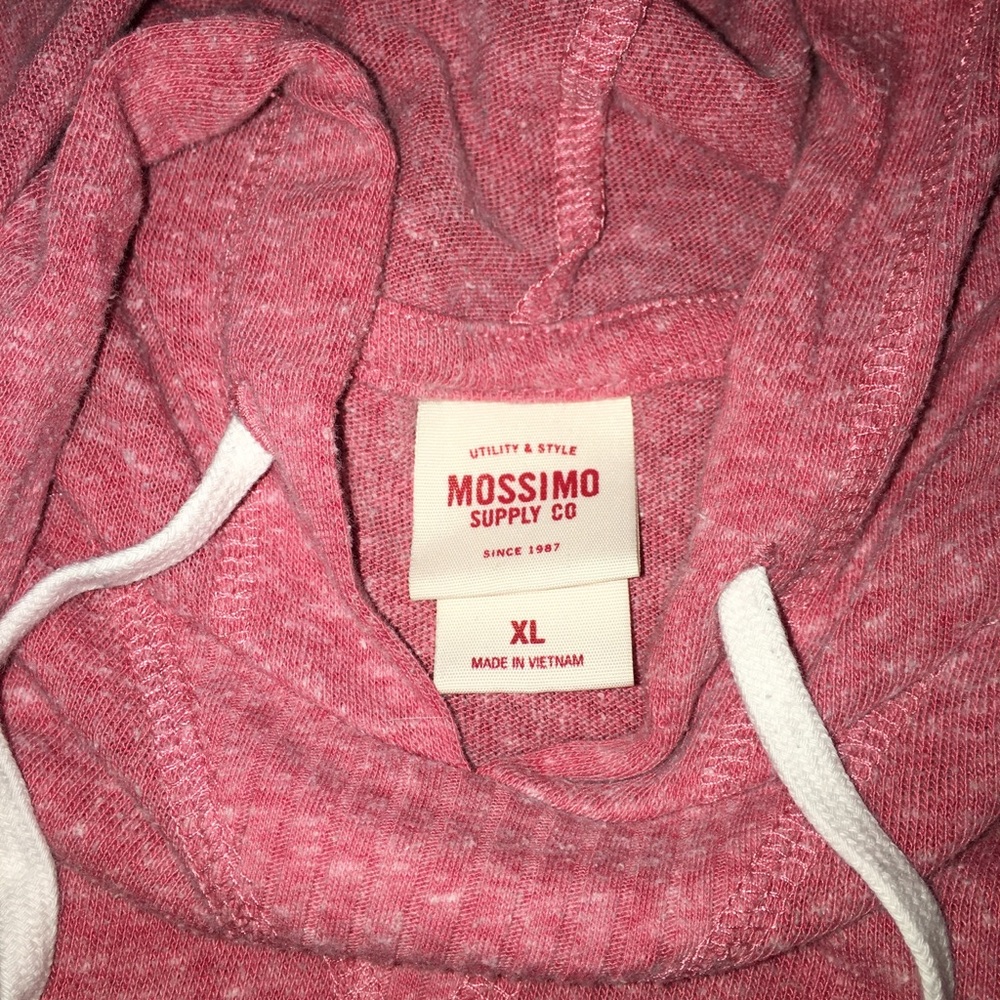 UTILITY & STYLE
MOSSIMO
SUPPLY CO
SINCE 1987
XL
MADE IN VIETNAM